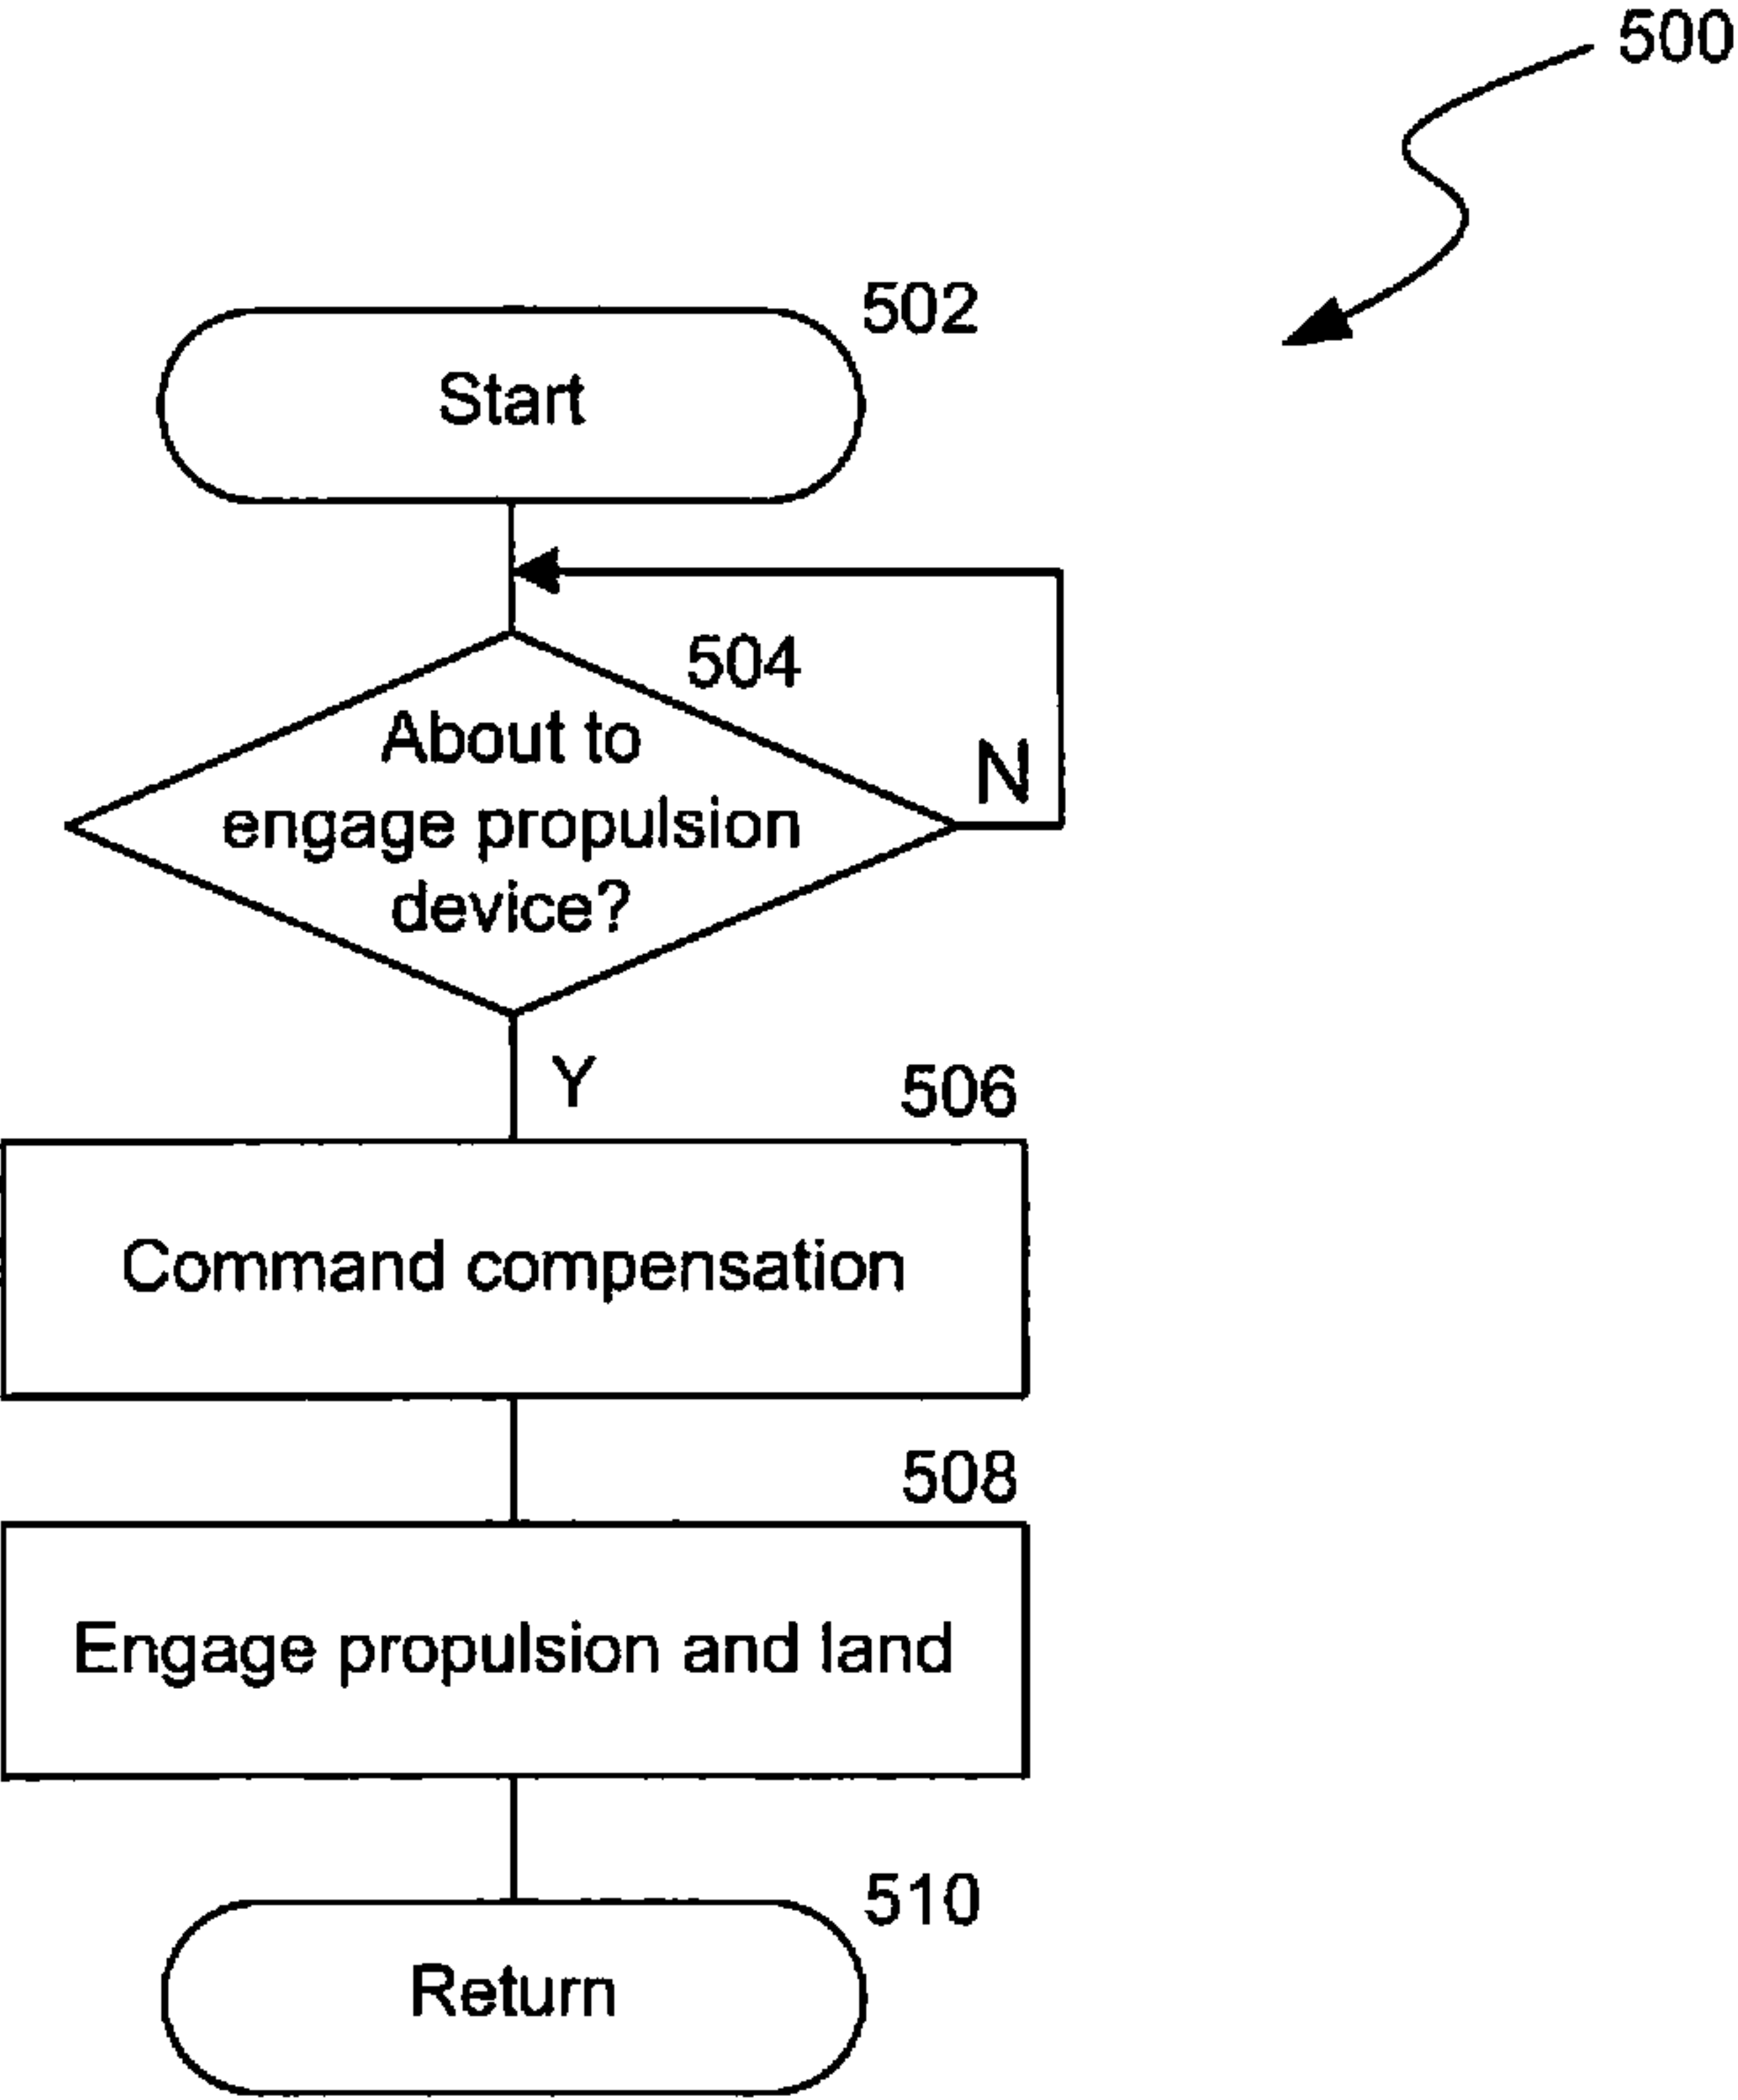 500
502
Start
504
About to
engage propulsion
device?
N
Y
506
Command compensation
508
Engage propulsion and land
510
Return